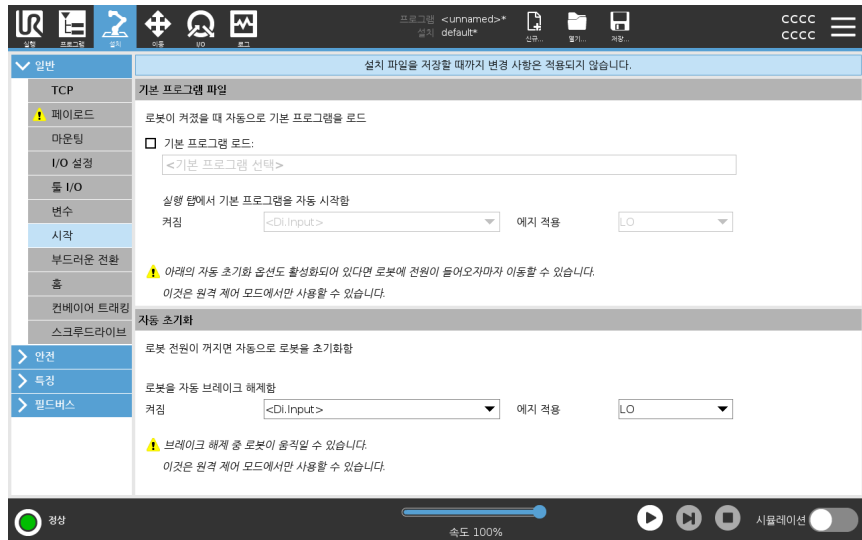 UR
실행
프로그램
설치
이동
I/O
로그
프로그램 <unnamed>*
설치 default*
신규...
열기...
저장...
cccc
cccc
일반
설치 파일을 저장할 때까지 변경 사항은 적용되지 않습니다.
TCP
페이로드
마운팅
I/O 설정
툴 I/O
변수
시작
부드러운 전환
홈
컨베이어 트래킹
스크루드라이브
안전
특징
필드버스
기본 프로그램 파일
로봇이 켜졌을 때 자동으로 기본 프로그램을 로드
기본 프로그램 로드:
<기본 프로그램 선택>
실행 탭에서 기본 프로그램을 자동 시작함
켜짐 <Di.Input> 에지 적용 LO
아래의 자동 초기화 옵션도 활성화되어 있다면 로봇에 전원이 들어오자마자 이동할 수 있습니다.
이것은 원격 제어 모드에서만 사용할 수 있습니다.
자동 초기화
로봇 전원이 꺼지면 자동으로 로봇을 초기화함
로봇을 자동 브레이크 해제함
켜짐 <Di.Input> 에지 적용 LO
브레이크 해제 중 로봇이 움직일 수 있습니다.
이것은 원격 제어 모드에서만 사용할 수 있습니다.
정상
속도 100%
시뮬레이션